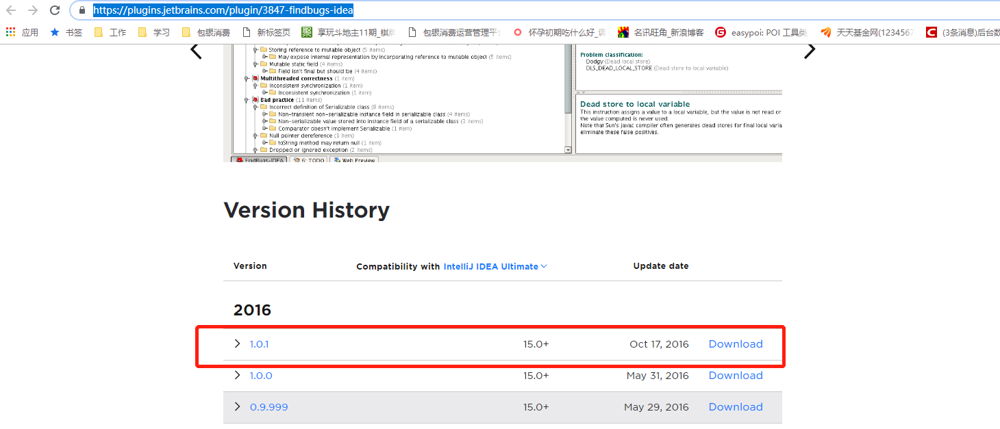 https://plugins.jetbrains.com/plugin/3847-findbugs-idea
应用 书签 工作 学习 包银消费 新标签页 享玩斗地主11期_棋 包银消费运营管理平 怀孕初期吃什么好_ 名讯旺角_新浪博客 easypoi: POI 工具类 天天基金网(1234567 (3条消息)后台数
Storing reference to mutable object (5 items)
May expose internal representation by incorporating reference to mutable object (5 items)
Mutable static field (4 items)
Field isn't final but should be (4 items)
Multithreaded correctness (1 item)
Inconsistent synchronization (1 item)
Inconsistent synchronization (1 item)
Bad practice (11 items)
Incorrect definition of Serializable class (8 items)
Non-transient non-serializable instance field in serializable class (4 items)
Non-serializable value stored into instance field of a serializable class (3 items)
Comparator doesn't implement Serializable (1 item)
Null pointer dereference (1 item)
toString method may return null (1 item)
Dropped or ignored exception (2 items)
FindBugs-IDEA 6: TODO Web Preview
Problem classification:
Dodgy (Dead local store)
DLS_DEAD_LOCAL_STORE (Dead store to local variable)
Dead store to local variable
This instruction assigns a value to a local variable, but the value is not read or
the value computed is never used.
Note that Sun's javac compiler often generates dead stores for final local varia
eliminate these false positives.
Version History
Version Compatibility with IntelliJ IDEA Ultimate Update date
2016
1.0.1 15.0+ Oct 17, 2016 Download
1.0.0 15.0+ May 31, 2016 Download
0.9.999 15.0+ May 29, 2016 Download